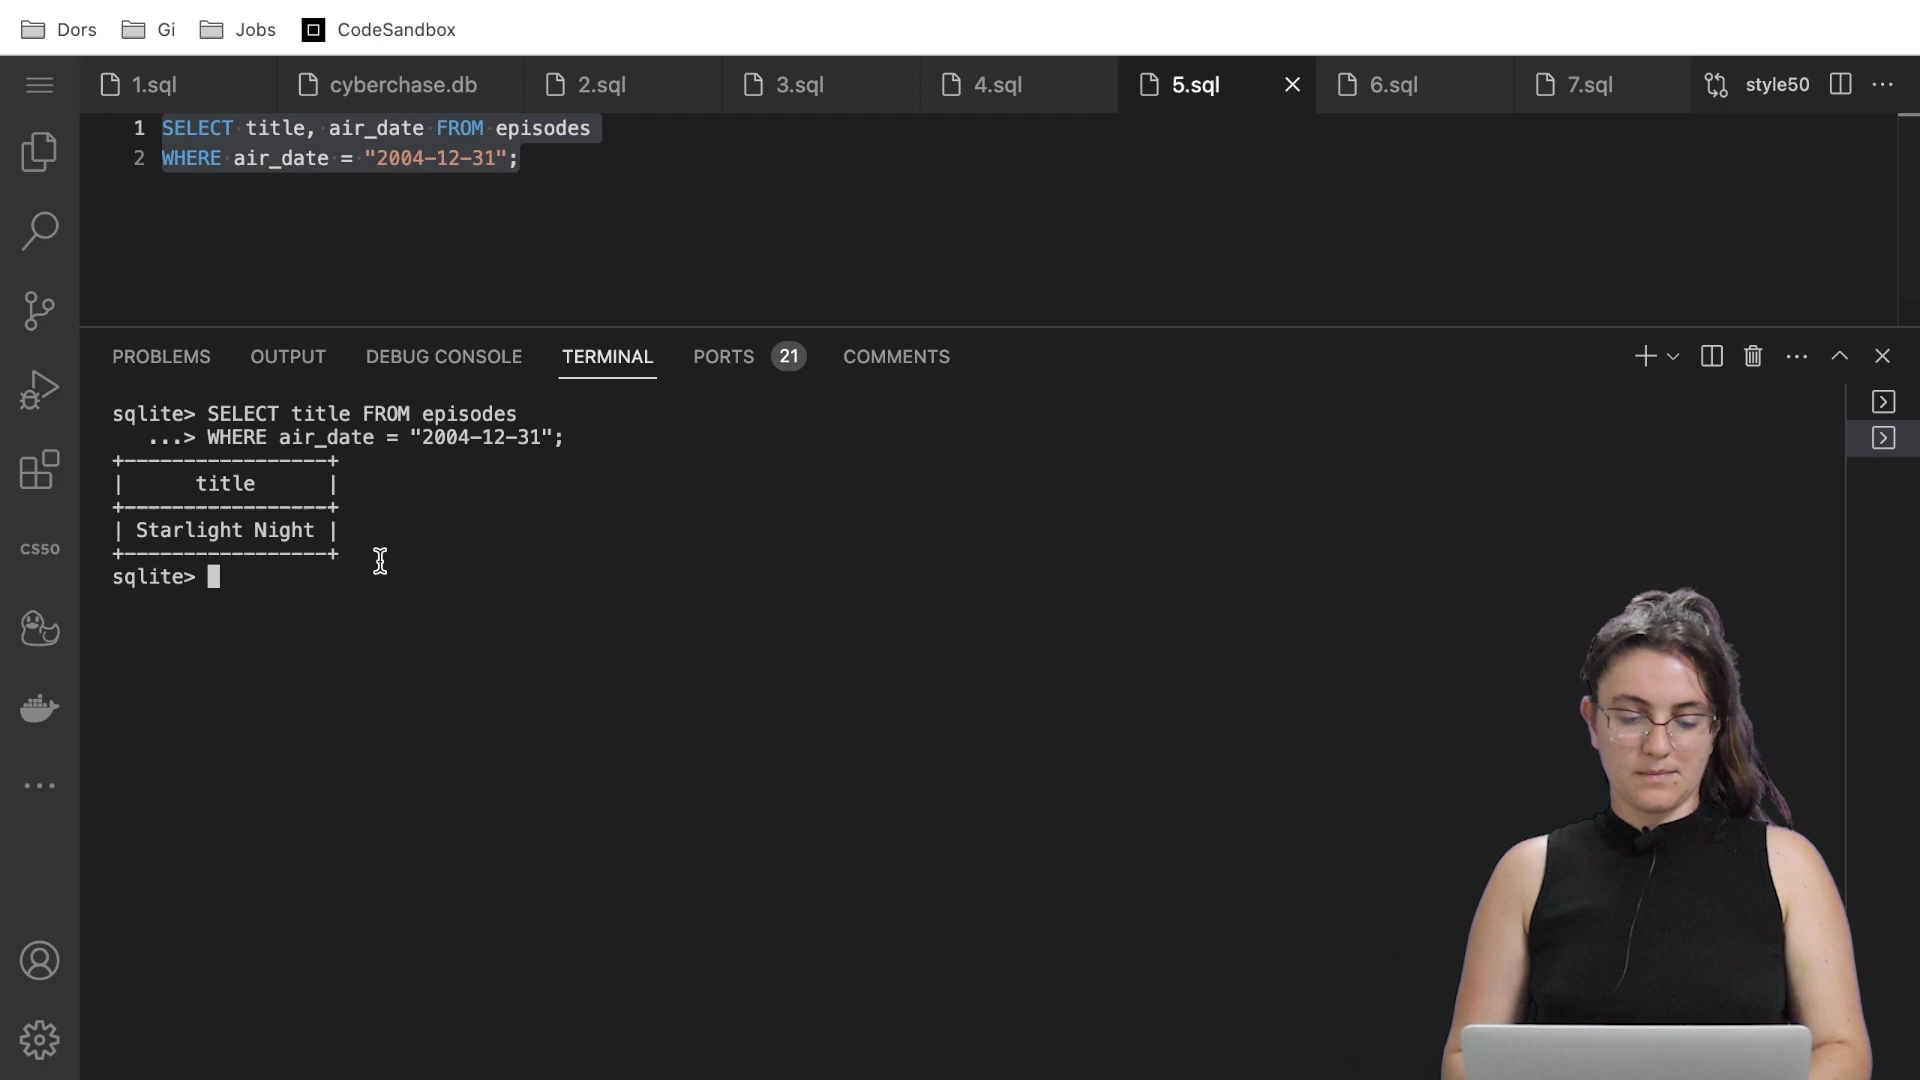 Dors Gi Jobs CodeSandbox
1.sql cyberchase.db 2.sql 3.sql 4.sql 5.sql 6.sql 7.sql style50
1 SELECT title, air_date FROM episodes
2 WHERE air_date = "2004-12-31";
PROBLEMS OUTPUT DEBUG CONSOLE TERMINAL PORTS 21 COMMENTS
sqlite> SELECT title FROM episodes
...> WHERE air_date = "2004-12-31";
+-----------------+
| title |
+-----------------+
| Starlight Night |
+-----------------+
sqlite>
CS50